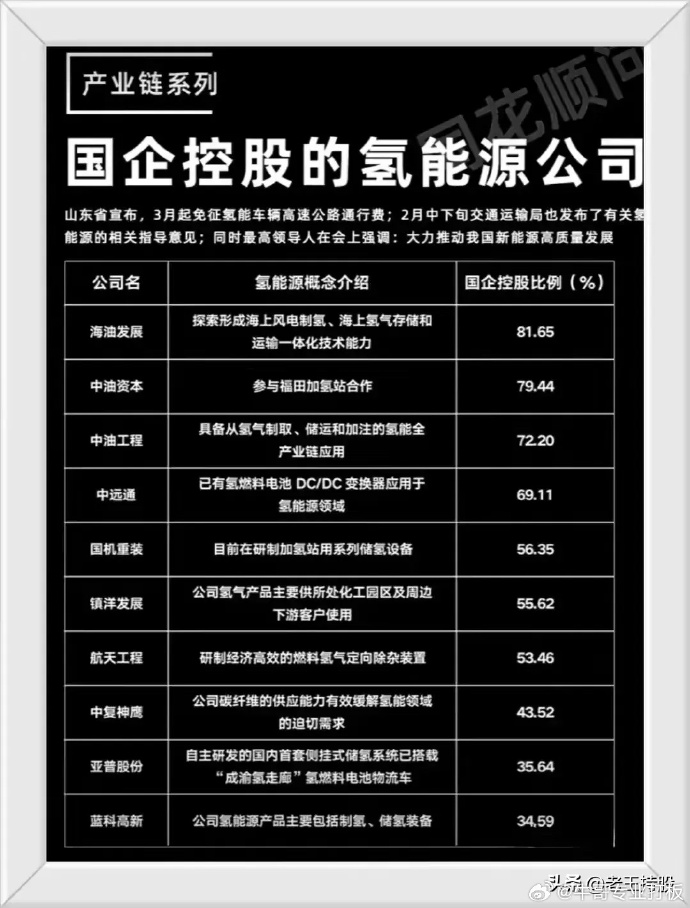 产业链系列
同花顺问
国企控股的氢能源公司
山东省宣布，3月起免征氢能车辆高速公路通行费；2月中下旬交通运输局也发布了有关氢
能源的相关指导意见；同时最高领导人在会上强调：大力推动我国新能源高质量发展
公司名 氢能源概念介绍 国企控股比例（%）
海油发展 探索形成海上风电制氢、海上氢气存储和
运输一体化技术能力 81.65
中油资本 参与福田加氢站合作 79.44
中油工程 具备从氢气制取、储运和加注的氢能全
产业链应用 72.20
中远通 已有氢燃料电池 DC/DC 变换器应用于
氢能源领域 69.11
国机重装 目前在研制加氢站用系列储氢设备 56.35
镇洋发展 公司氢气产品主要供所处化工园区及周边
下游客户使用 55.62
航天工程 研制经济高效的燃料氢气定向除杂装置 53.46
中复神鹰 公司碳纤维的供应能力有效缓解氢能领域
的迫切需求 43.52
亚普股份 自主研发的国内首套侧挂式储氢系统已搭载
“成渝氢走廊”氢燃料电池物流车 35.64
蓝科高新 公司氢能源产品主要包括制氢、储氢装备 34.59
头条 @老王持股
@牛哥专业打板